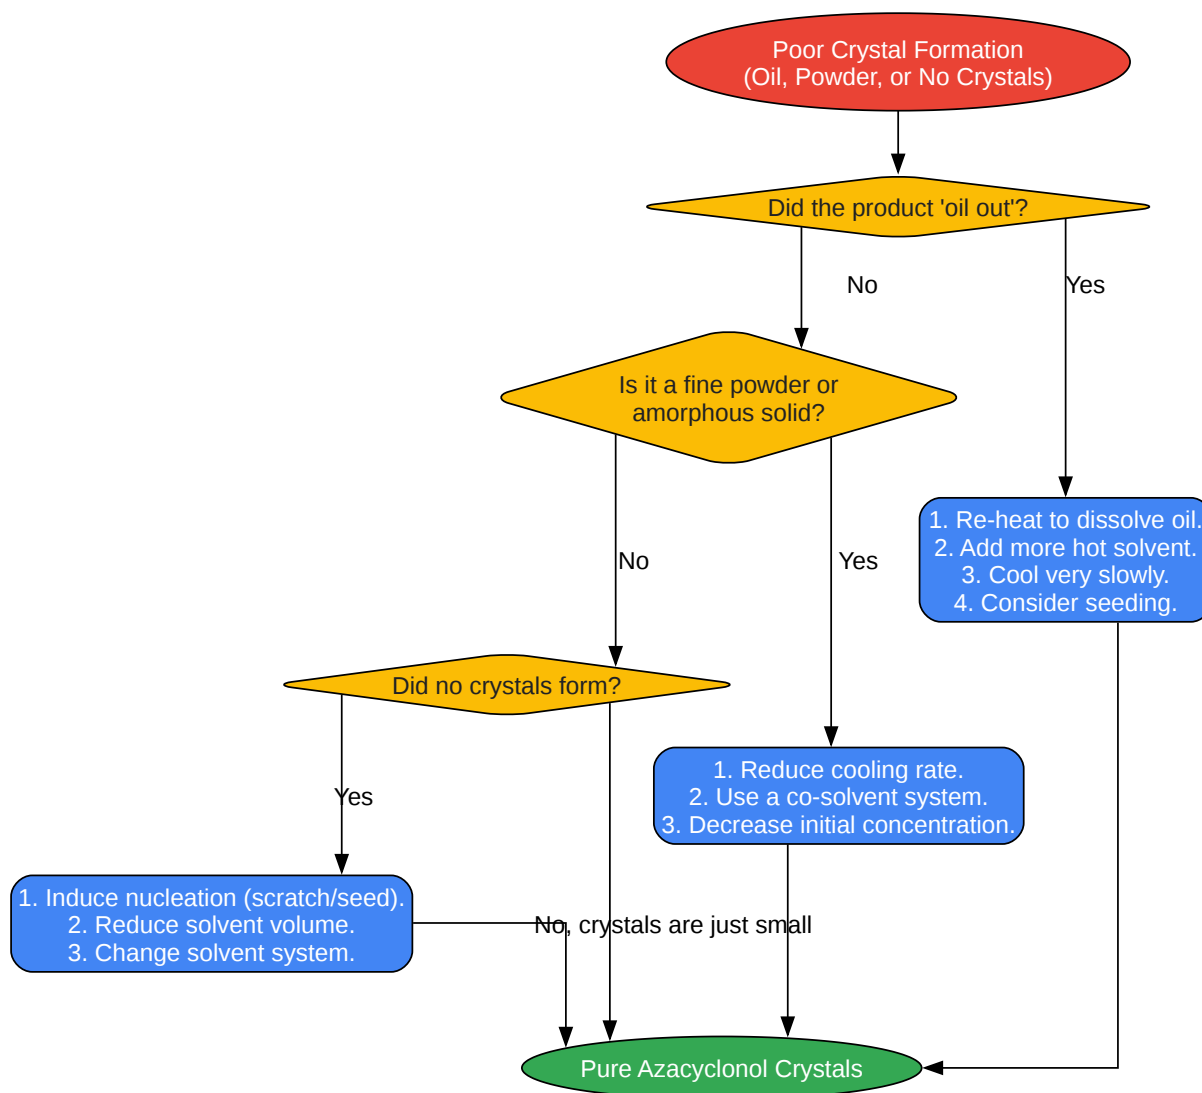 Poor Crystal Formation
(Oil, Powder, or No Crystals)
Did the product 'oil out'?
No
Yes
Is it a fine powder or
amorphous solid?
1. Re-heat to dissolve oil.
2. Add more hot solvent.
3. Cool very slowly.
4. Consider seeding.
No
Yes
Did no crystals form?
1. Reduce cooling rate.
2. Use a co-solvent system.
3. Decrease initial concentration.
Yes
1. Induce nucleation (scratch/seed).
2. Reduce solvent volume.
3. Change solvent system.
No, crystals are just small
Pure Azacyclonol Crystals